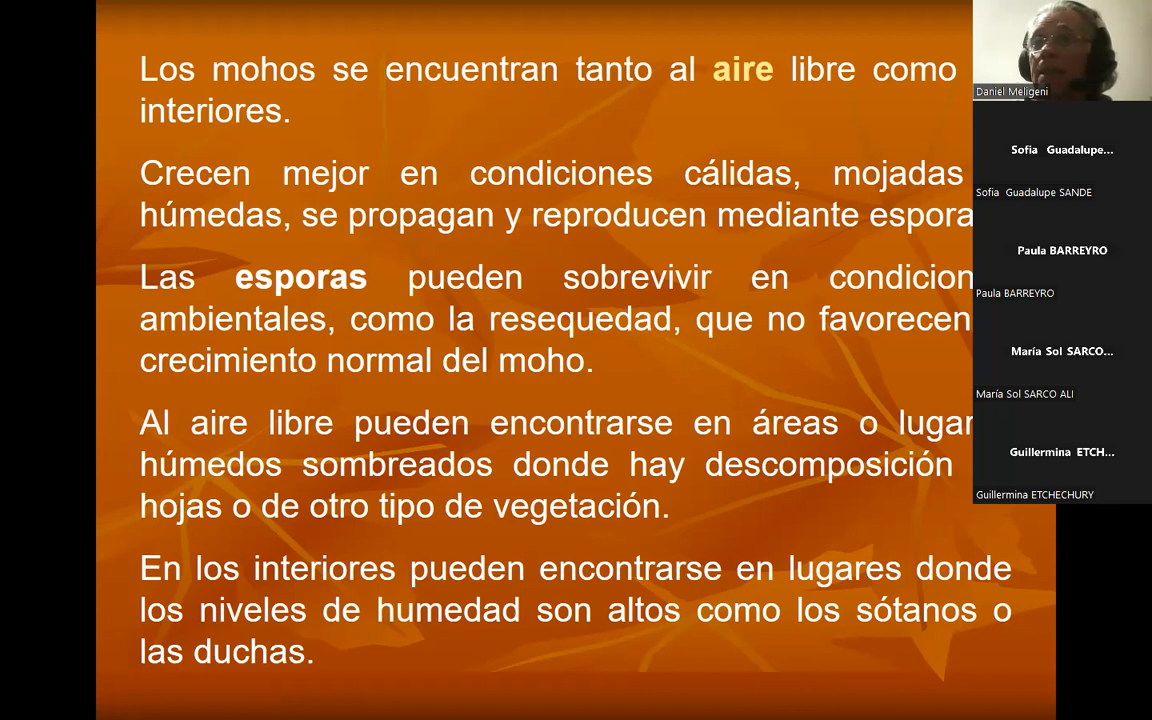 Los mohos se encuentran tanto al aire libre como
interiores.
Crecen mejor en condiciones cálidas, mojadas
húmedas, se propagan y reproducen mediante espora
Las esporas pueden sobrevivir en condicion
ambientales, como la resequedad, que no favorecen
crecimiento normal del moho.
Al aire libre pueden encontrarse en áreas o lugar
húmedos sombreados donde hay descomposición
hojas o de otro tipo de vegetación.
En los interiores pueden encontrarse en lugares donde
los niveles de humedad son altos como los sótanos o
las duchas.
Daniel Meligeni
Sofia Guadalupe...
Sofia Guadalupe SANDE
Paula BARREYRO
Paula BARREYRO
María Sol SARCO...
María Sol SARCO ALI
Guillermina ETCH...
Guillermina ETCHECHURY